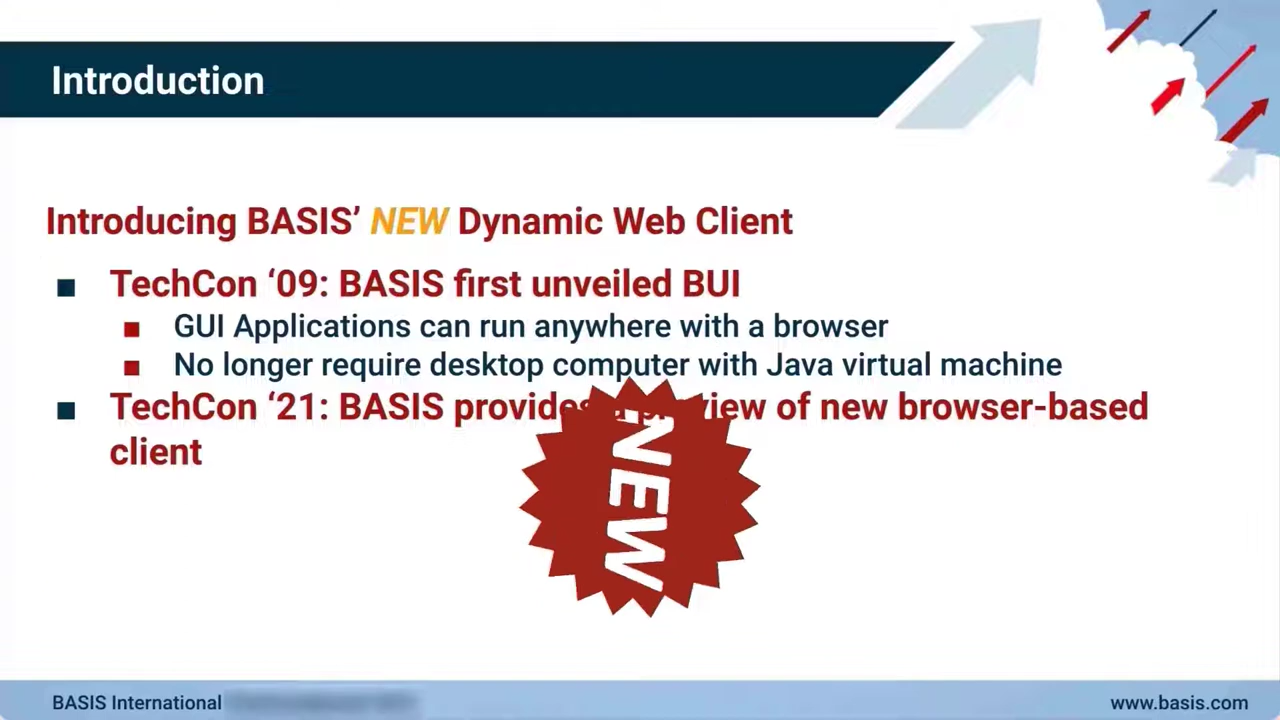 Introduction
Introducing BASIS’ NEW Dynamic Web Client
■ TechCon ‘09: BASIS first unveiled BUI
■ GUI Applications can run anywhere with a browser
■ No longer require desktop computer with Java virtual machine
■ TechCon ‘21: BASIS provides of new browser-based
client
NEW
BASIS International
www.basis.com